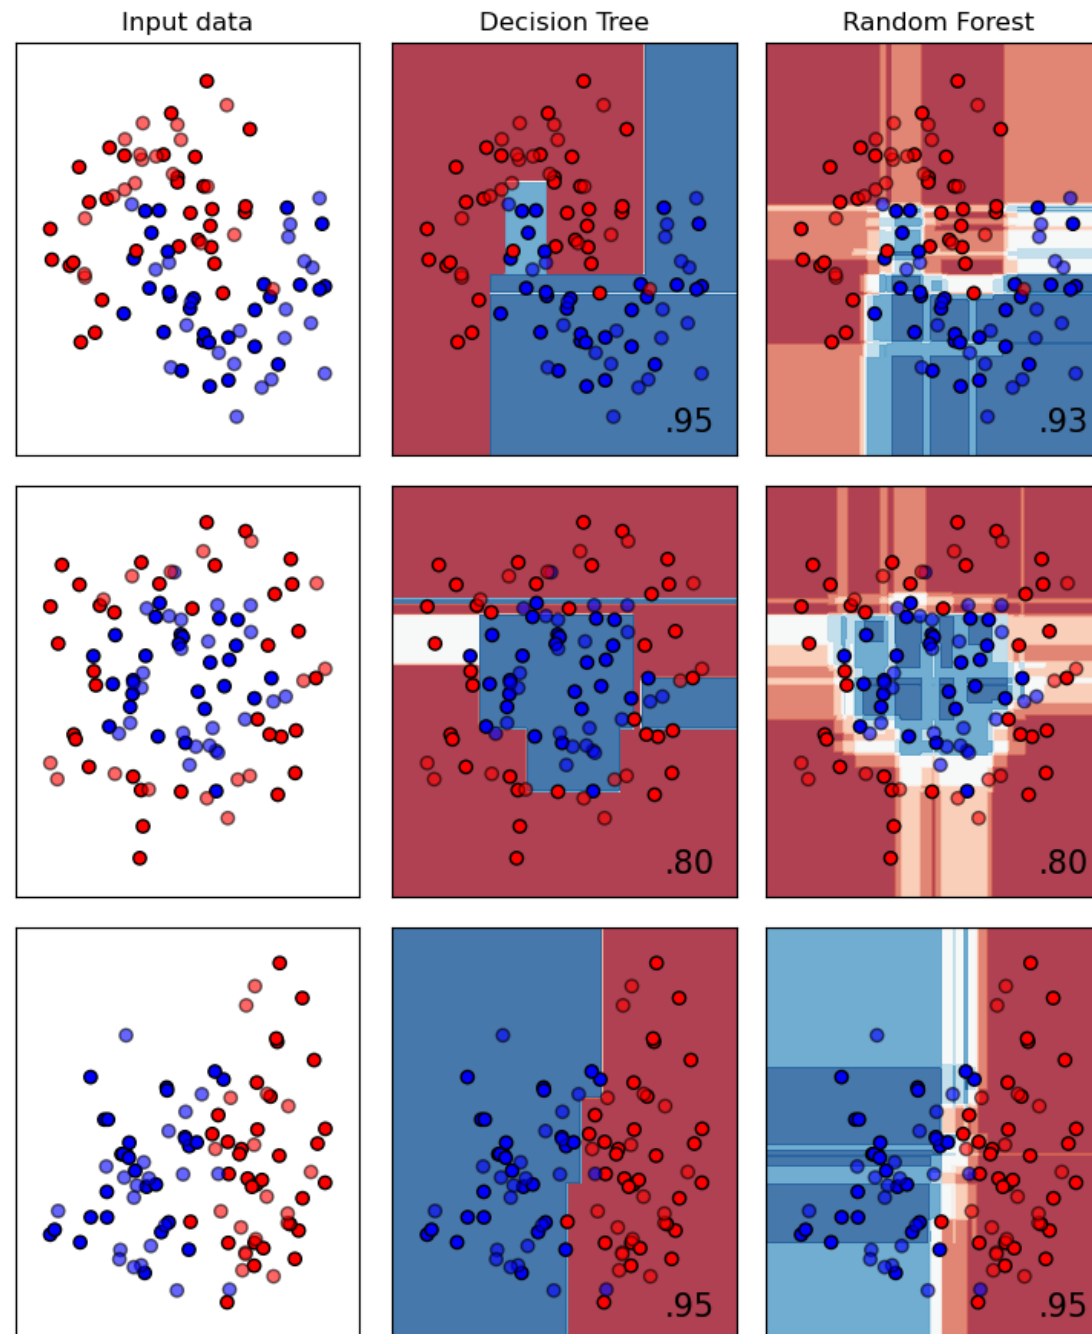 Input data
Decision Tree
Random Forest
.95
.93
.80
.80
.95
.95